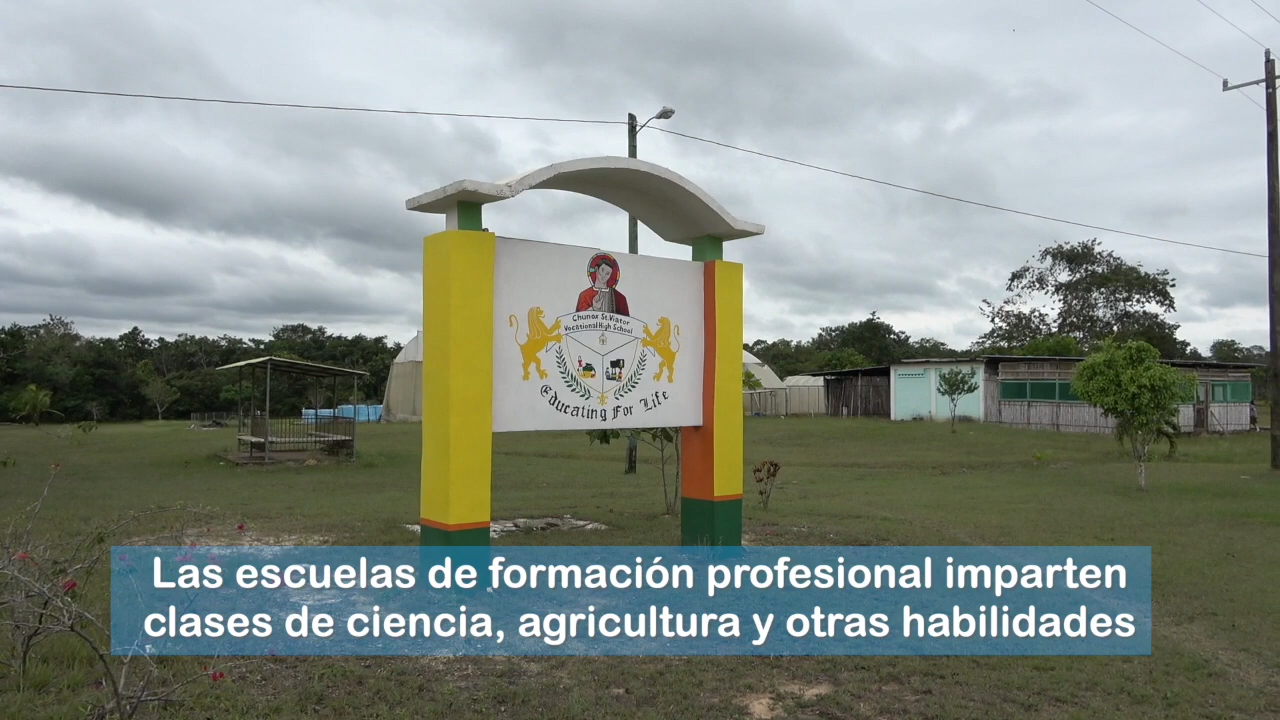 Chunox St. Viator
Vocational High School
Educating For Life
Las escuelas de formación profesional imparten
clases de ciencia, agricultura y otras habilidades